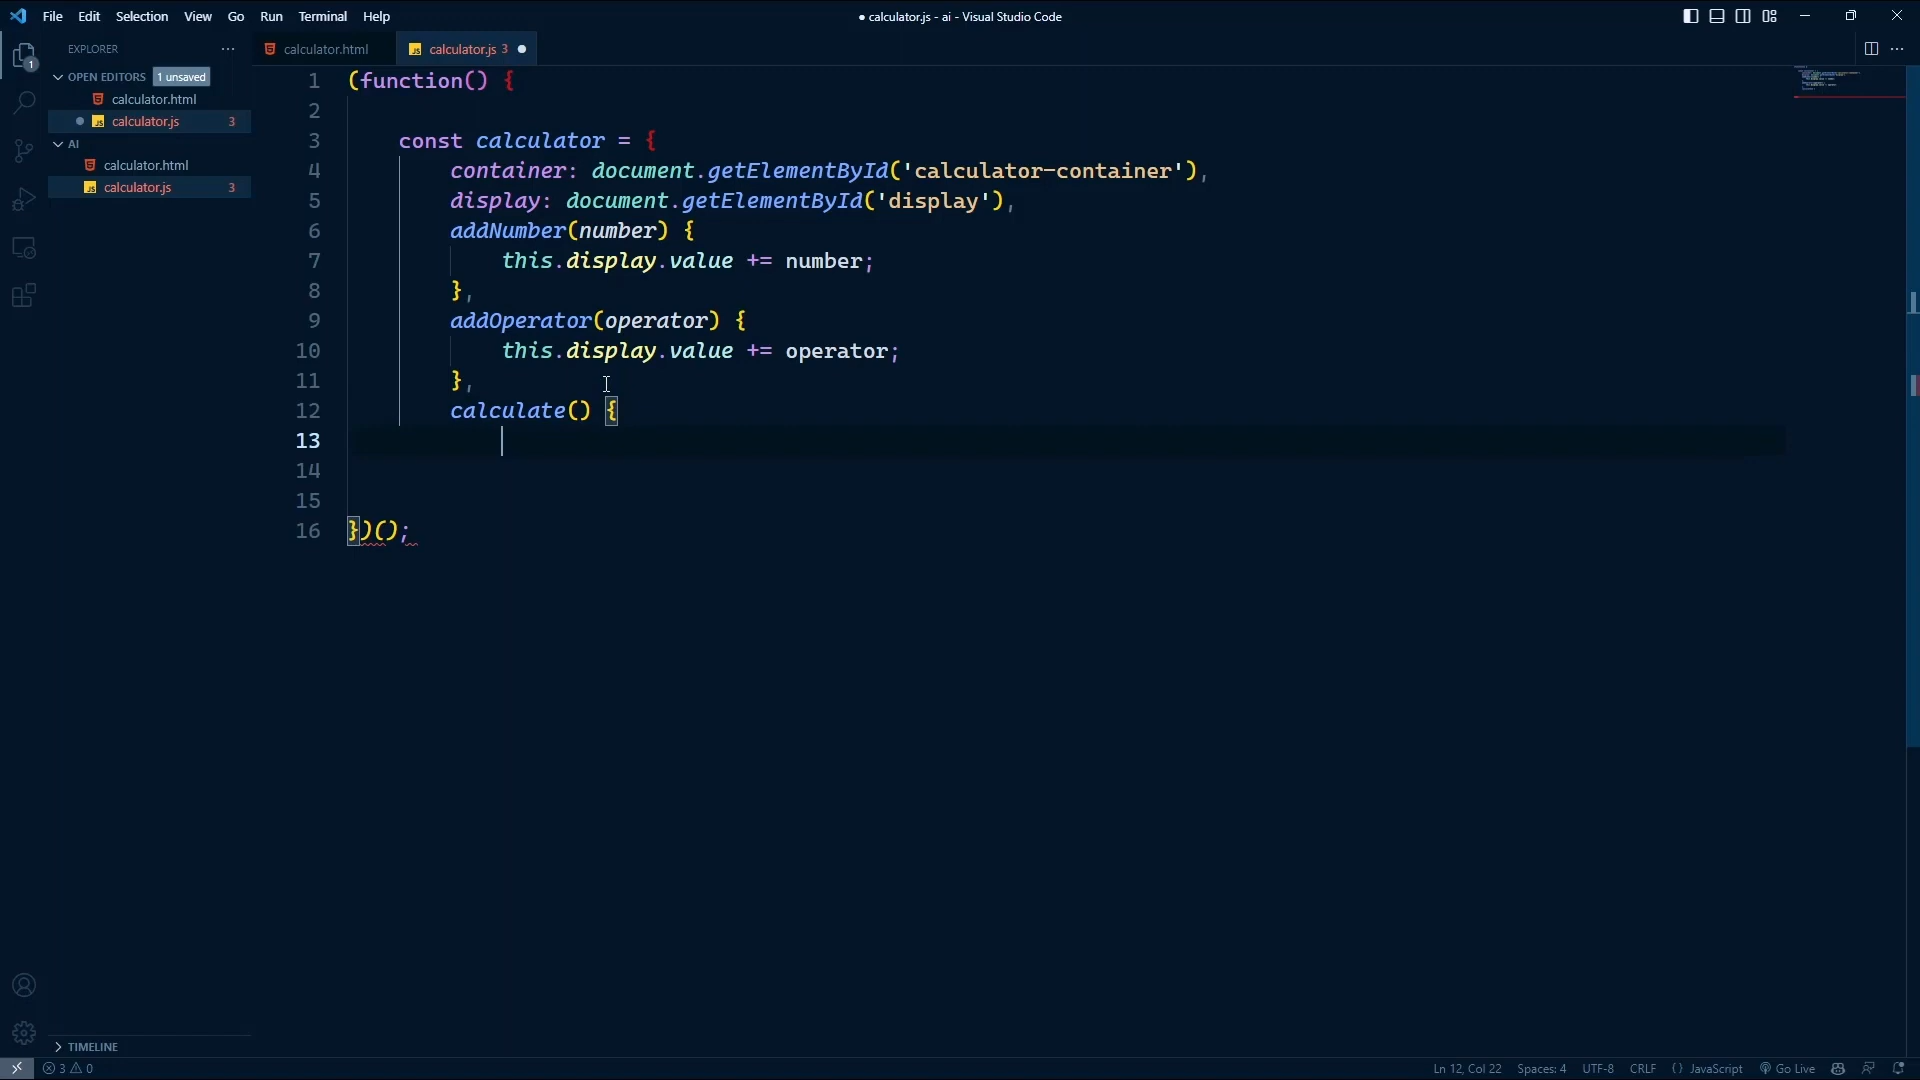 File Edit Selection View Go Run Terminal Help
● calculator.js - ai - Visual Studio Code
EXPLORER
calculator.html
calculator.js 3
1
OPEN EDITORS 1 unsaved
calculator.html
JS calculator.js 3
AI
calculator.html
JS calculator.js 3
1 (function() {
2
3 const calculator = {
4 container: document.getElementById('calculator-container'),
5 display: document.getElementById('display'),
6 addNumber(number) {
7 this.display.value += number;
8 },
9 addOperator(operator) {
10 this.display.value += operator;
11 },
12 calculate() {
13
14
15
16 })();
TIMELINE
3 0
Ln 12, Col 22 Spaces: 4 UTF-8 CRLF {} JavaScript Go Live